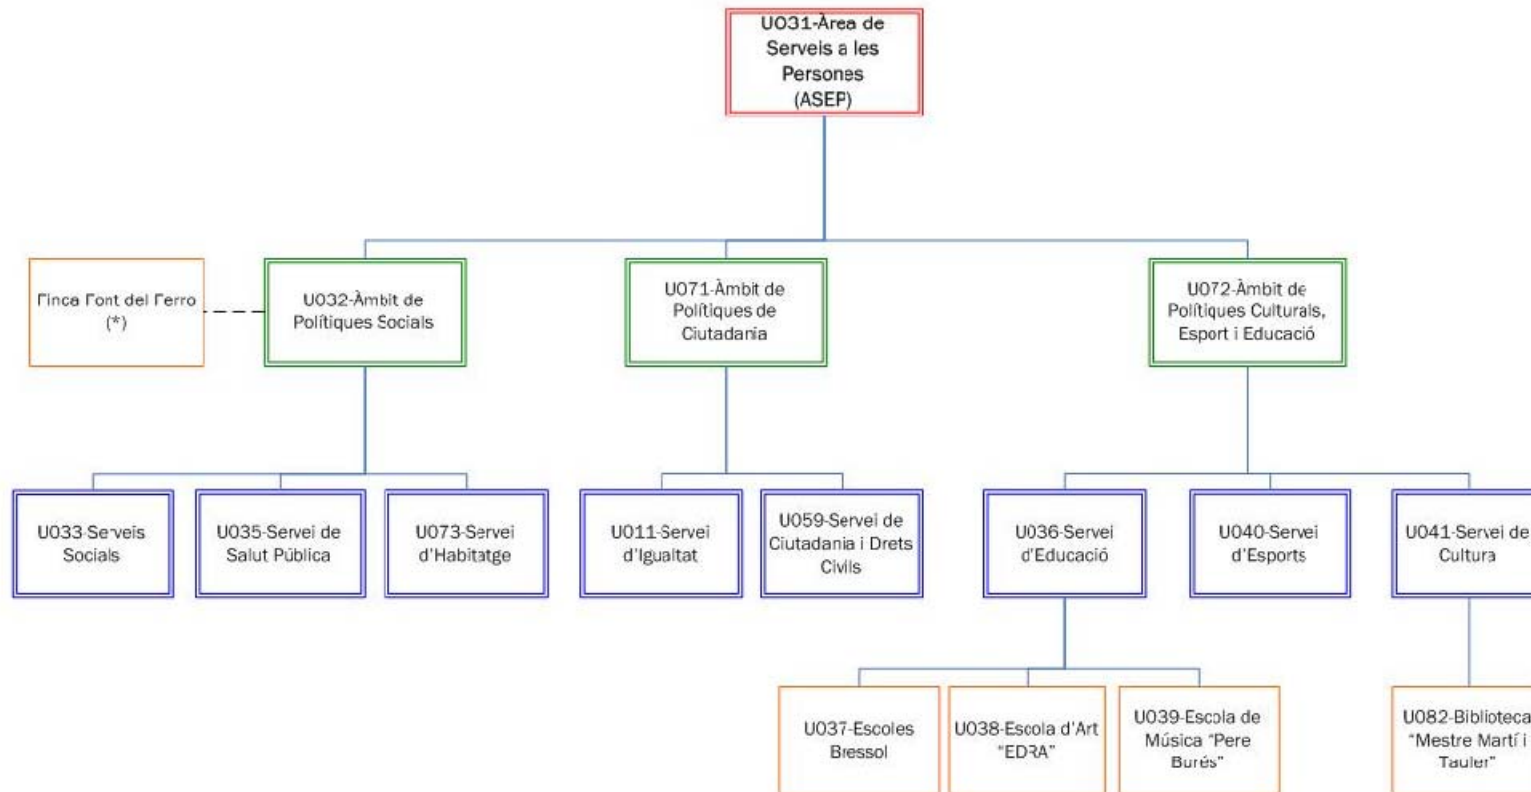 U031-Àrea de
Serveis a les
Persones
(ASEP)
Finca Font del Ferro
(*)
U032-Àmbit de
Polítiques Socials
U071-Àmbit de
Polítiques de
Ciutadania
U072-Àmbit de
Polítiques Culturals,
Esport i Educació
U033-Serveis
Socials
U035-Servei de
Salut Pública
U073-Servei
d'Habitatge
U011-Servei
d'Igualtat
U059-Servei de
Ciutadania i Drets
Civils
U036-Servei
d'Educació
U040-Servei
d'Esports
U041-Servei de
Cultura
U037-Escoles
Bressol
U038-Escola d'Art
"EDRA"
U039-Escola de
Música "Pere
Burés"
U082-Biblioteca
"Mestre Martí i
Tauler"